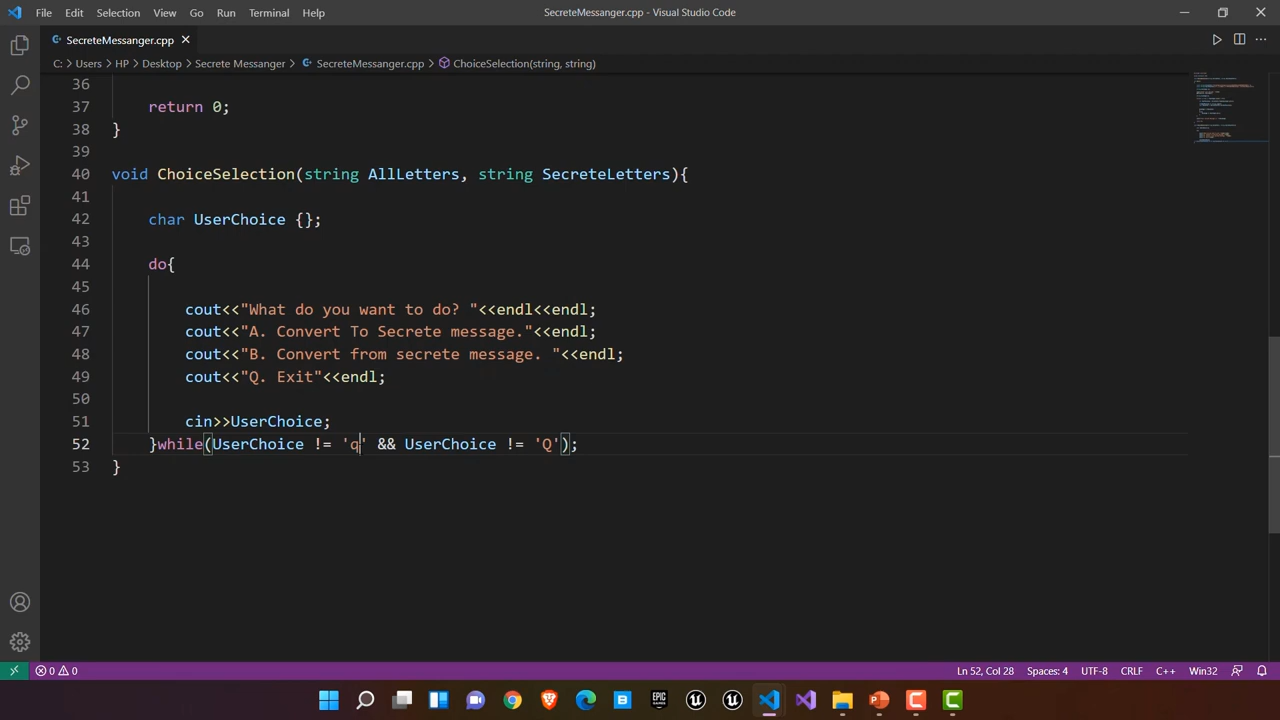 File Edit Selection View Go Run Terminal Help SecreteMessanger.cpp - Visual Studio Code
SecreteMessanger.cpp
C: > Users > HP > Desktop > Secrete Messanger > SecreteMessanger.cpp > ChoiceSelection(string, string)
36
37 return 0;
38 }
39
40 void ChoiceSelection(string AllLetters, string SecreteLetters){
41
42 char UserChoice {};
43
44 do{
45
46 cout<<"What do you want to do? "<<endl<<endl;
47 cout<<"A. Convert To Secrete message."<<endl;
48 cout<<"B. Convert from secrete message. "<<endl;
49 cout<<"Q. Exit"<<endl;
50
51 cin>>UserChoice;
52 }while(UserChoice != 'q' && UserChoice != 'Q');
53 }
0 0 Ln 52, Col 28 Spaces: 4 UTF-8 CRLF C++ Win32